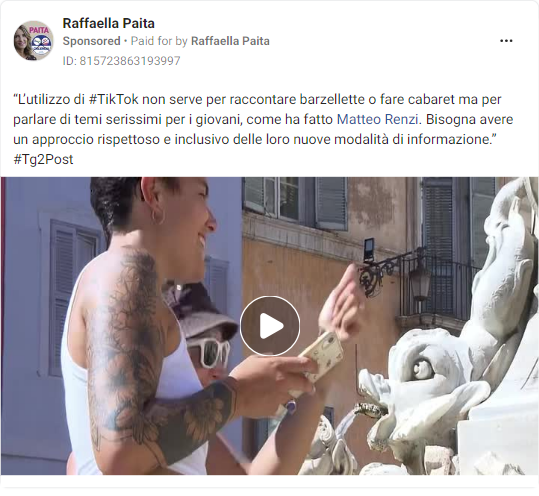 Raffaella Paita
Sponsored • Paid for by Raffaella Paita
ID: 815723863193997
“L’utilizzo di #TikTok non serve per raccontare barzellette o fare cabaret ma per
parlare di temi serissimi per i giovani, come ha fatto Matteo Renzi. Bisogna avere
un approccio rispettoso e inclusivo delle loro nuove modalità di informazione.”
#Tg2Post
PAITA